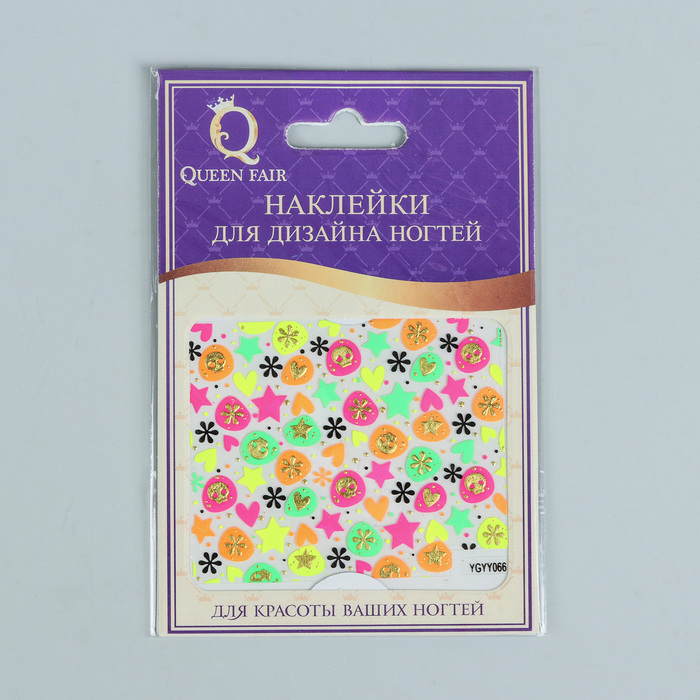 QUEEN FAIR
НАКЛЕЙКИ
ДЛЯ ДИЗАЙНА НОГТЕЙ
YGYY066
ДЛЯ КРАСОТЫ ВАШИХ НОГТЕЙ